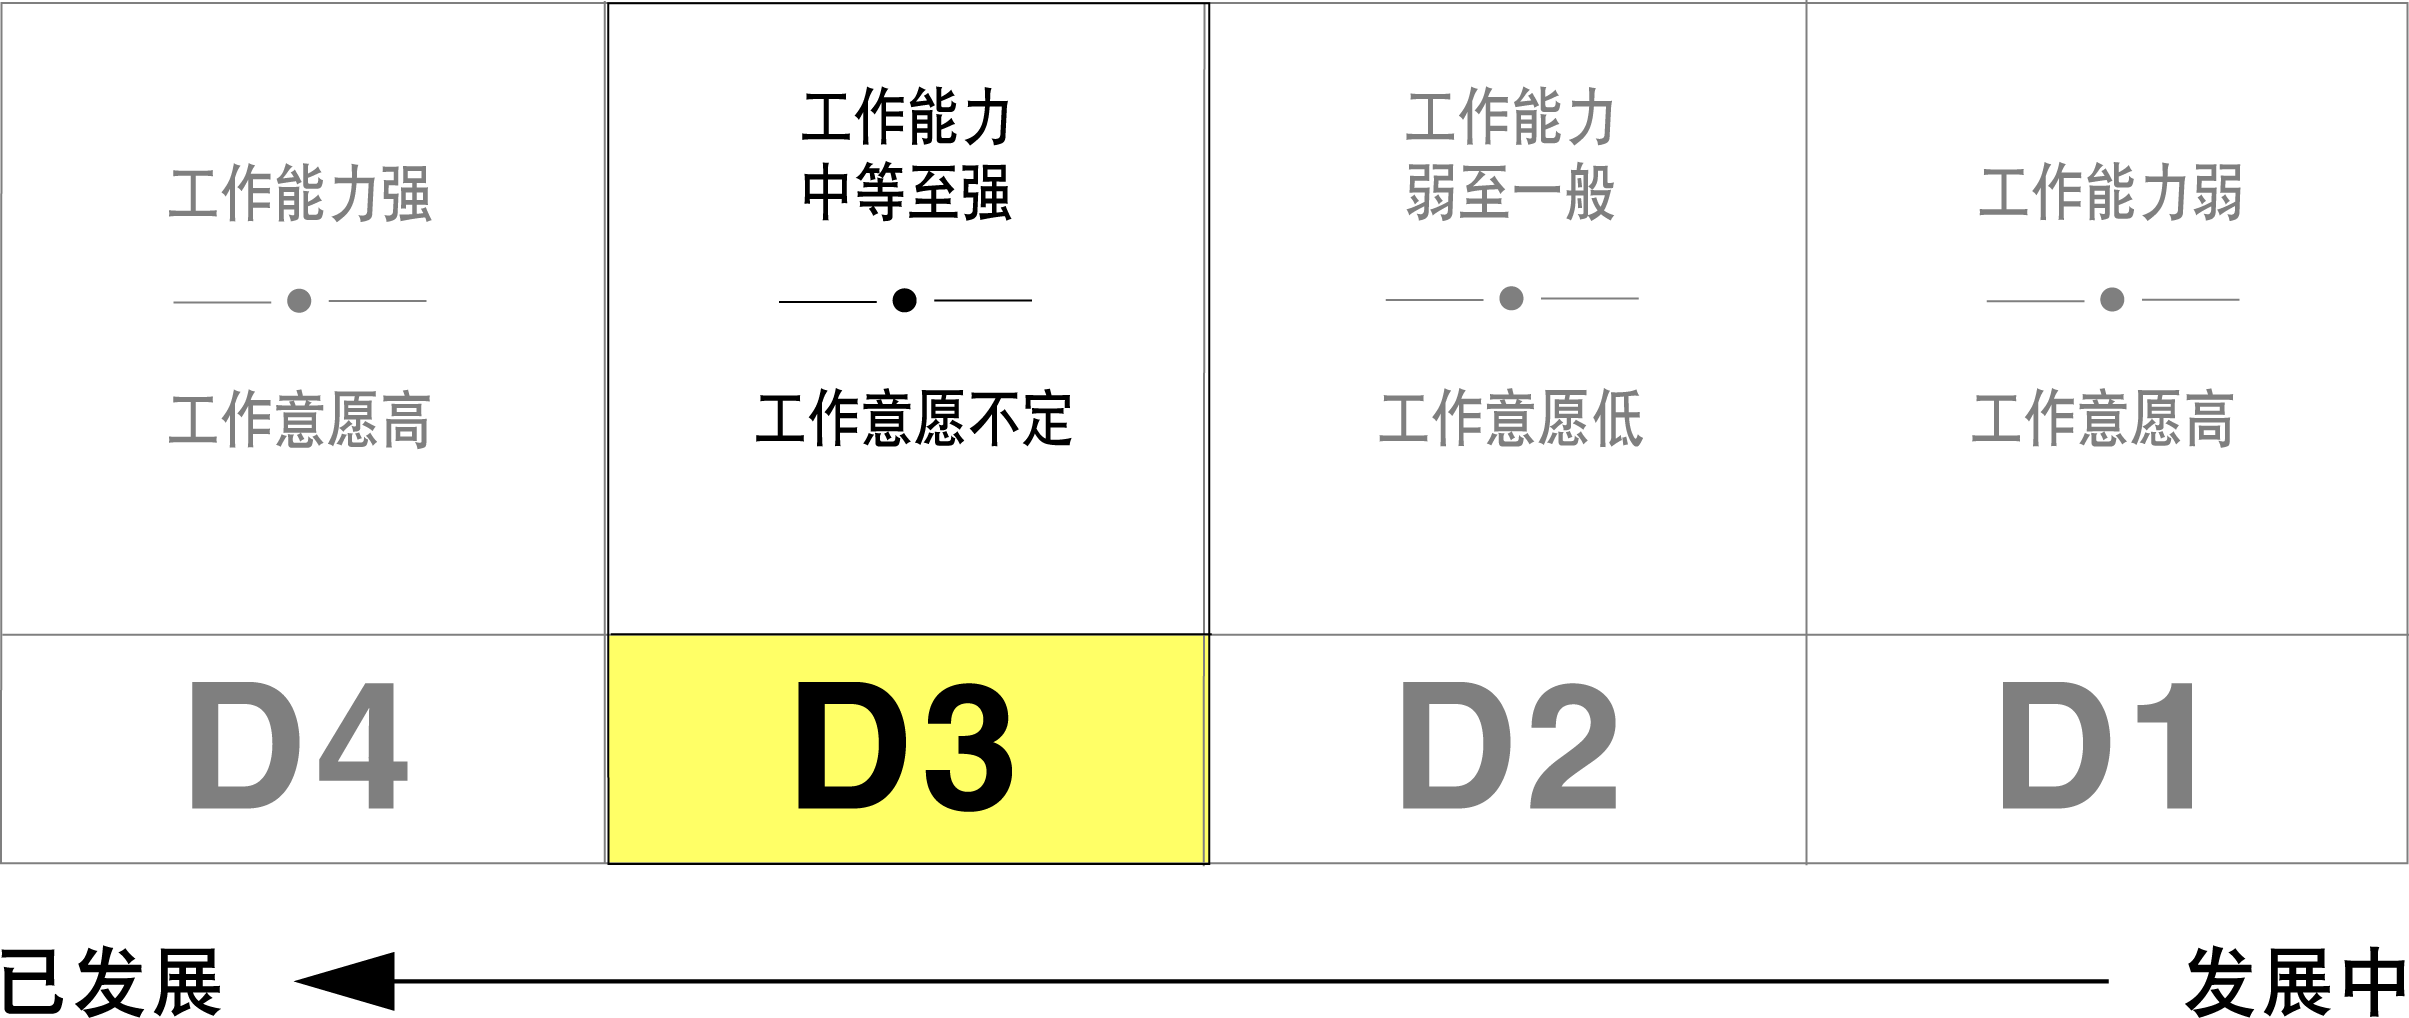 工作能力强
工作意愿高
D4
工作能力
中等至强
工作意愿不定
D3
工作能力
弱至一般
工作意愿低
D2
工作能力弱
工作意愿高
D1
已发展
发展中